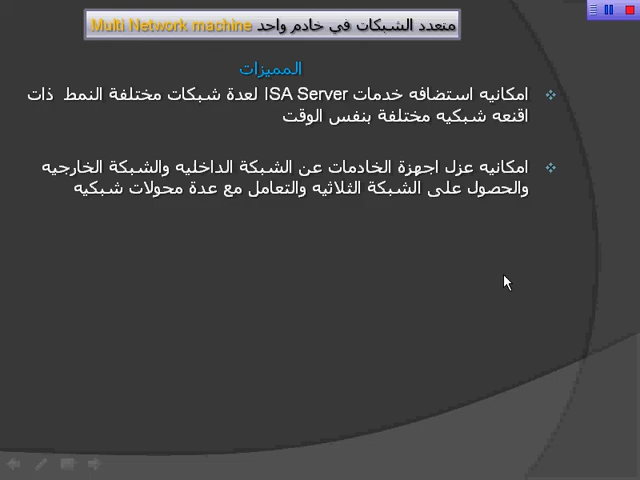 متعدد الشبكات في خادم واحد Multi Network machine
المميزات
امكانيه استضافه خدمات ISA Server لعدة شبكات مختلفة النمط ذات
اقنعه شبكيه مختلفة بنفس الوقت
امكانيه عزل اجهزة الخادمات عن الشبكة الداخليه والشبكة الخارجيه
والحصول على الشبكة الثلاثيه والتعامل مع عدة محولات شبكيه